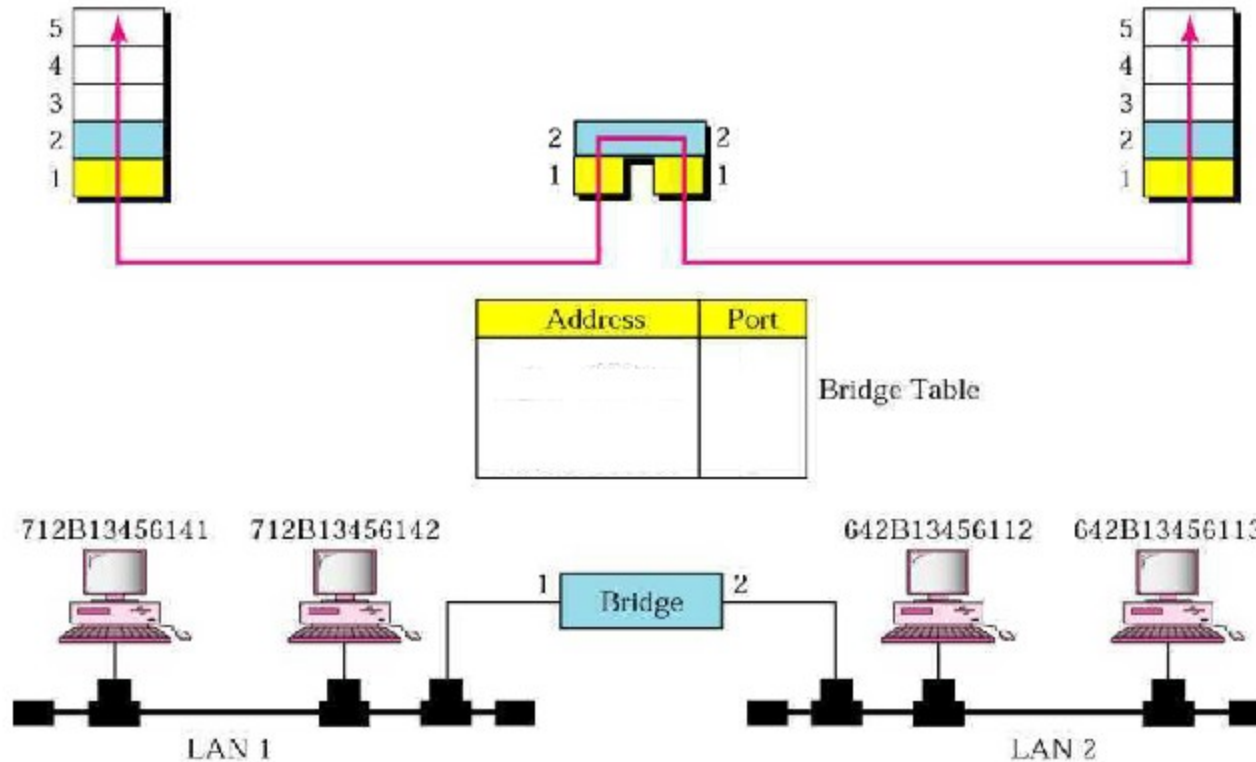 5 5
4 4
3 3
2 2 2 2
1 1 1 1
Address Port
Bridge Table
712B13456141 712B13456142 642B13456112 642B13456113
1 Bridge 2
LAN 1 LAN 2